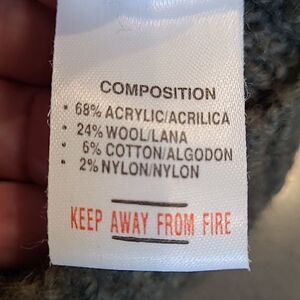 COMPOSITION
• 68% ACRYLIC/ACRILICA
• 24% WOOL/LANA
• 6% COTTON/ALGODON
• 2% NYLON/NYLON
KEEP AWAY FROM FIRE